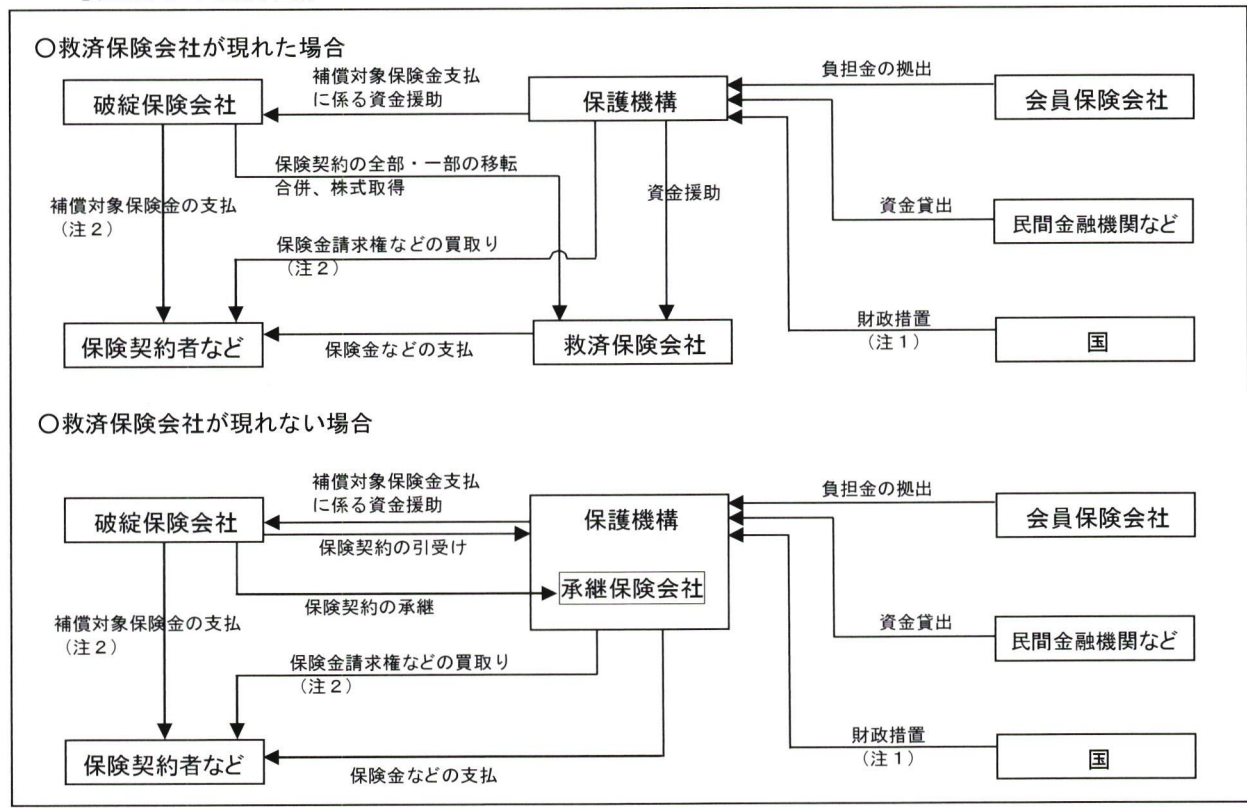 ○救済保険会社が現れた場合
破綻保険会社
補償対象保険金支払
に係る資金援助
保護機構
負担金の拠出
会員保険会社
保険契約の全部・一部の移転
合併、株式取得
補償対象保険金の支払
(注2)
資金援助
資金貸出
民間金融機関など
保険金請求権などの買取り
(注2)
保険契約者など
保険金などの支払
救済保険会社
財政措置
(注1)
国
○救済保険会社が現れない場合
破綻保険会社
補償対象保険金支払
に係る資金援助
保険契約の引受け
保護機構
負担金の拠出
会員保険会社
承継保険会社
保険契約の承継
補償対象保険金の支払
(注2)
資金貸出
民間金融機関など
保険金請求権などの買取り
(注2)
保険契約者など
保険金などの支払
財政措置
(注1)
国